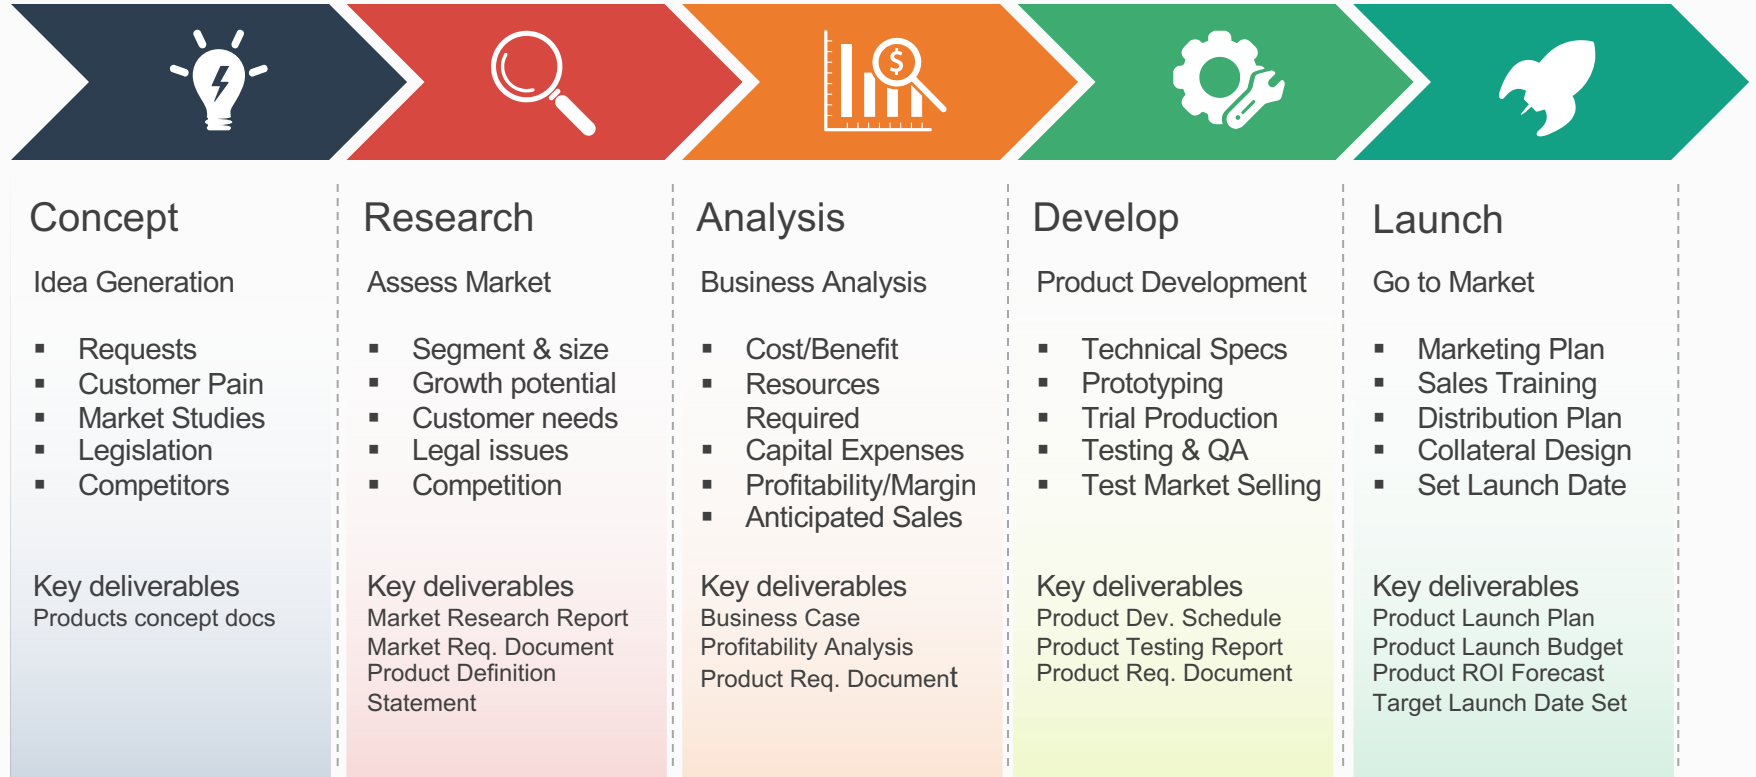 $
Concept
Idea Generation
▪ Requests
▪ Customer Pain
▪ Market Studies
▪ Legislation
▪ Competitors
Key deliverables
Products concept docs
Research
Assess Market
▪ Segment & size
▪ Growth potential
▪ Customer needs
▪ Legal issues
▪ Competition
Key deliverables
Market Research Report
Market Req. Document
Product Definition
Statement
Analysis
Business Analysis
▪ Cost/Benefit
▪ Resources
Required
▪ Capital Expenses
▪ Profitability/Margin
▪ Anticipated Sales
Key deliverables
Business Case
Profitability Analysis
Product Req. Document
Develop
Product Development
▪ Technical Specs
▪ Prototyping
▪ Trial Production
▪ Testing & QA
▪ Test Market Selling
Key deliverables
Product Dev. Schedule
Product Testing Report
Product Req. Document
Launch
Go to Market
▪ Marketing Plan
▪ Sales Training
▪ Distribution Plan
▪ Collateral Design
▪ Set Launch Date
Key deliverables
Product Launch Plan
Product Launch Budget
Product ROI Forecast
Target Launch Date Set